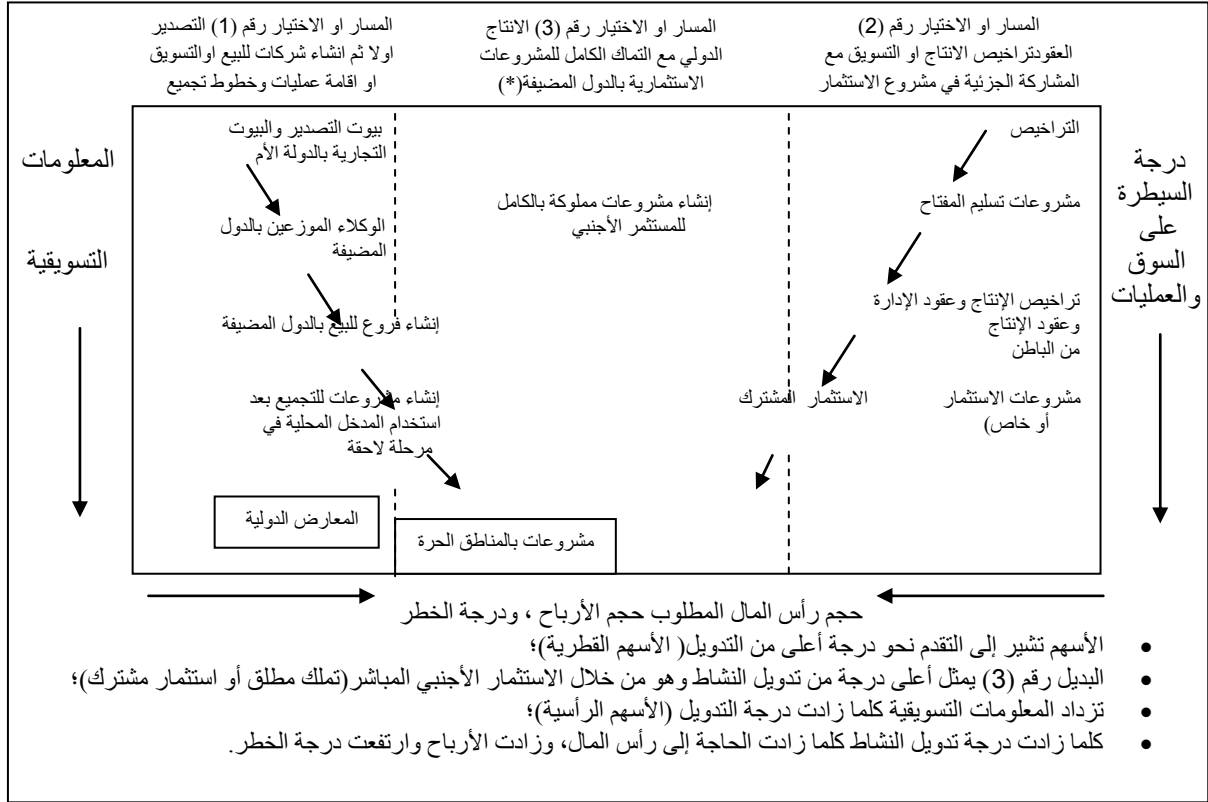 المسار او الاختيار رقم (2)
العقودتراخيص الانتاج او التسويق مع
المشاركة الجزئية في مشروع الاستثمار
المسار او الاختيار رقم (3) الانتاج
الدولي مع التماك الكامل للمشروعات
الاستثمارية بالدول المضيفة(*)
المسار او الاختيار رقم (1) التصدير
اولا ثم انشاء شركات للبيع اوالتسويق
او اقامة عمليات وخطوط تجميع
درجة
السيطرة
على
السوق
والعمليات
التراخيص
مشروعات تسليم المفتاح
تراخيص الإنتاج وعقود الإدارة
وعقود الإنتاج
من الباطن
مشروعات الاستثمار
أو خاص)
الاستثمار المشترك
إنشاء مشروعات مملوكة بالكامل
للمستثمر الأجنبي
بيوت التصدير والبيوت
التجارية بالدولة الأم
الوكلاء الموزعين بالدول
المضيفة
إنشاء فروع للبيع بالدول المضيفة
إنشاء مشروعات للتجميع بعد
استخدام المدخل المحلية في
مرحلة لاحقة
المعارض الدولية
مشروعات بالمناطق الحرة
المعلومات
التسويقية
حجم رأس المال المطلوب حجم الأرباح ، ودرجة الخطر
• الأسهم تشير إلى التقدم نحو درجة أعلى من التدويل( الأسهم القطرية)؛
• البديل رقم (3) يمثل أعلى درجة من تدويل النشاط وهو من خلال الاستثمار الأجنبي المباشر(تملك مطلق أو استثمار مشترك)؛
• تزداد المعلومات التسويقية كلما زادت درجة التدويل (الأسهم الرأسية)؛
• كلما زادت درجة تدويل النشاط كلما زادت الحاجة إلى رأس المال، وزادت الأرباح وارتفعت درجة الخطر.